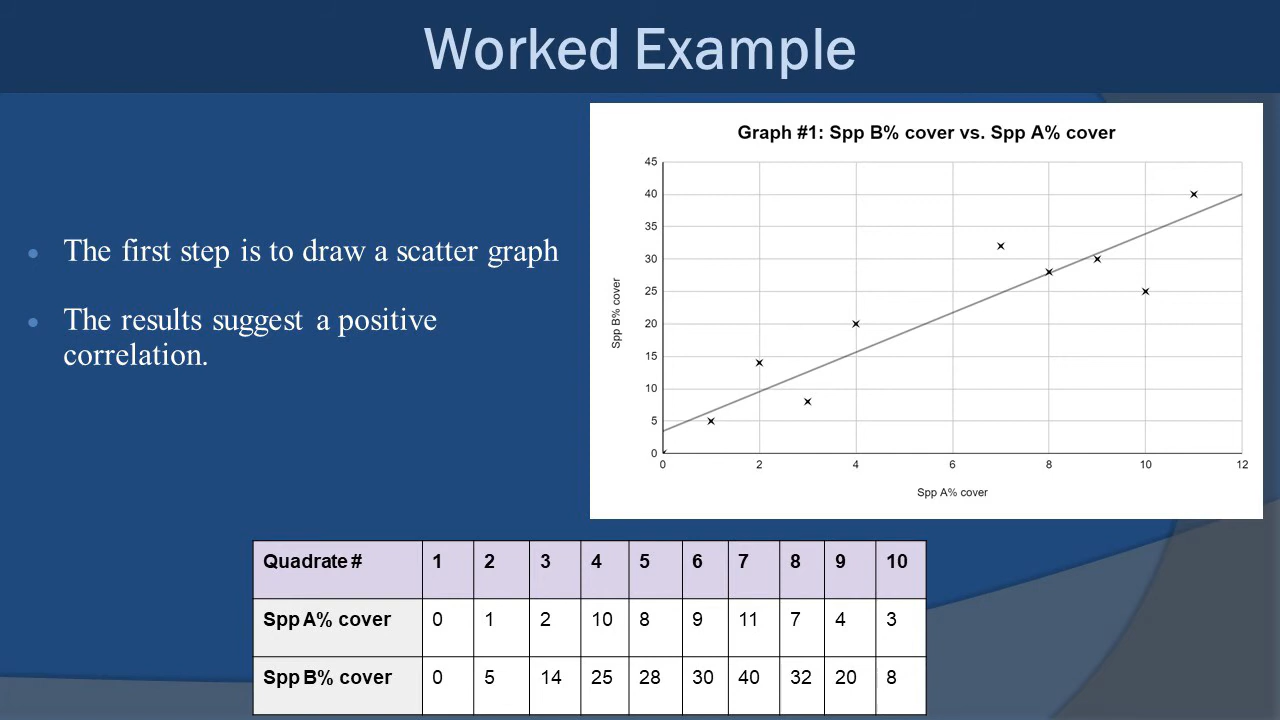 Worked Example
The first step is to draw a scatter graph
The results suggest a positive
correlation.
Graph #1: Spp B% cover vs. Spp A% cover
45
40
35
30
25
20
15
10
5
0
Spp B% cover
0 2 4 6 8 10 12
Spp A% cover
Quadrate # 1 2 3 4 5 6 7 8 9 10
Spp A% cover 0 1 2 10 8 9 11 7 4 3
Spp B% cover 0 5 14 25 28 30 40 32 20 8